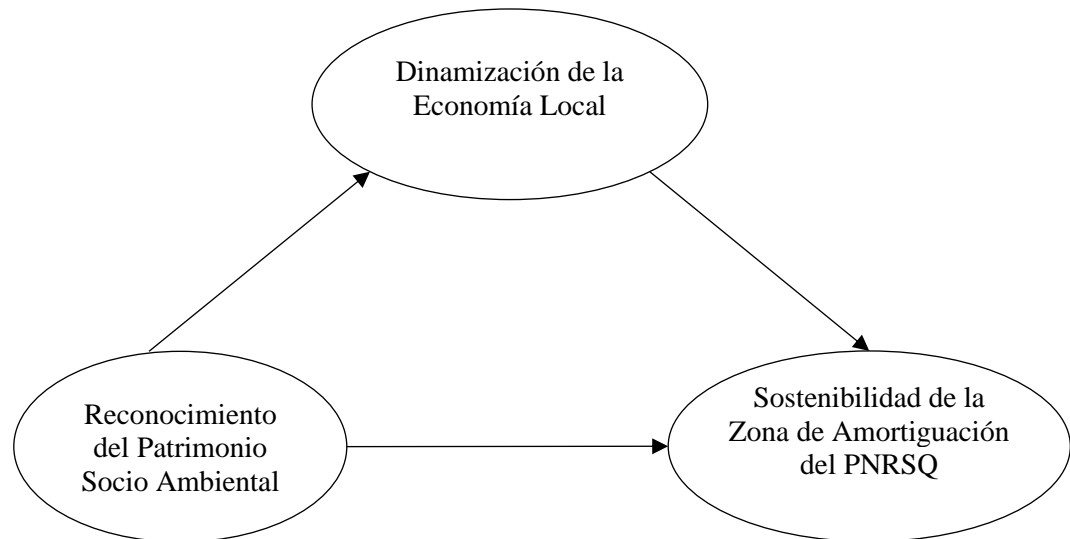 Dinamización de la
Economía Local
Reconocimiento
del Patrimonio
Socio Ambiental
Sostenibilidad de la
Zona de Amortiguación
del PNRSQ